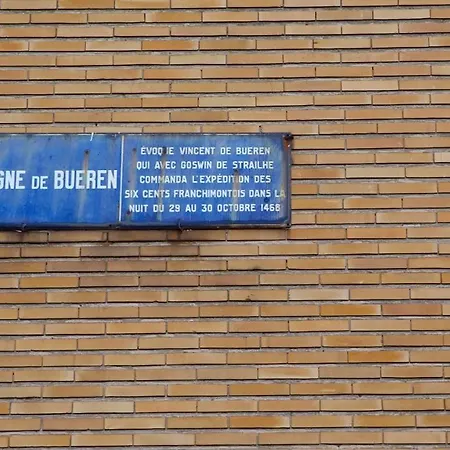 GNE DE BUEREN
ÉVOQUE VINCENT DE BUEREN
QUI AVEC GOSWIN DE STRAILHE
COMMANDA L'EXPÉDITION DES
SIX CENTS FRANCHIMONTOIS DANS LA
NUIT DU 29 AU 30 OCTOBRE 1468